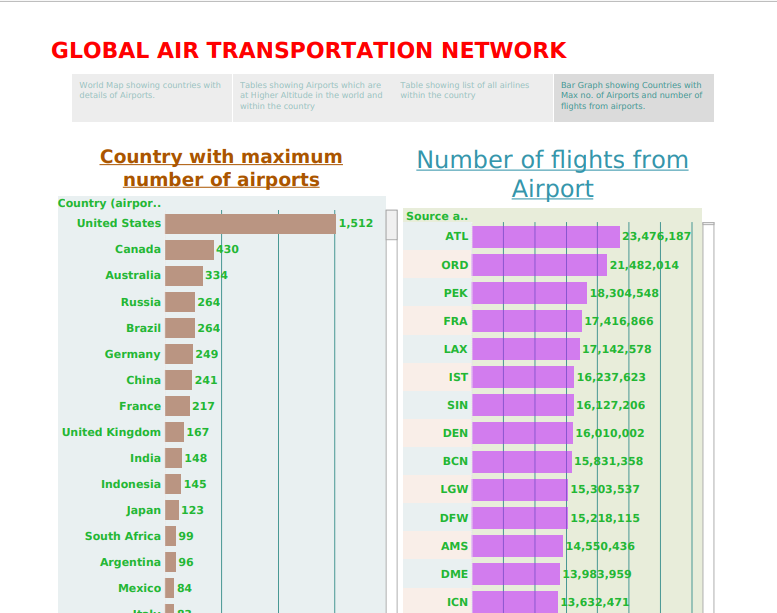 GLOBAL AIR TRANSPORTATION NETWORK
World Map showing countries with
details of Airports.
Tables showing Airports which are
at Higher Altitude in the world and
within the country
Table showing list of all airlines
within the country
Bar Graph showing Countries with
Max no. of Airports and number of
flights from airports.
Country with maximum
number of airports
Country (airpor..
United States 1,512
Canada 430
Australia 334
Russia 264
Brazil 264
Germany 249
China 241
France 217
United Kingdom 167
India 148
Indonesia 145
Japan 123
South Africa 99
Argentina 96
Mexico 84
Italy 83
Number of flights from
Airport
Source a..
ATL 23,476,187
ORD 21,482,014
PEK 18,304,548
FRA 17,416,866
LAX 17,142,578
IST 16,237,623
SIN 16,127,206
DEN 16,010,002
BCN 15,831,358
LGW 15,303,537
DFW 15,218,115
AMS 14,550,436
DME 13,983,959
ICN 13,632,471